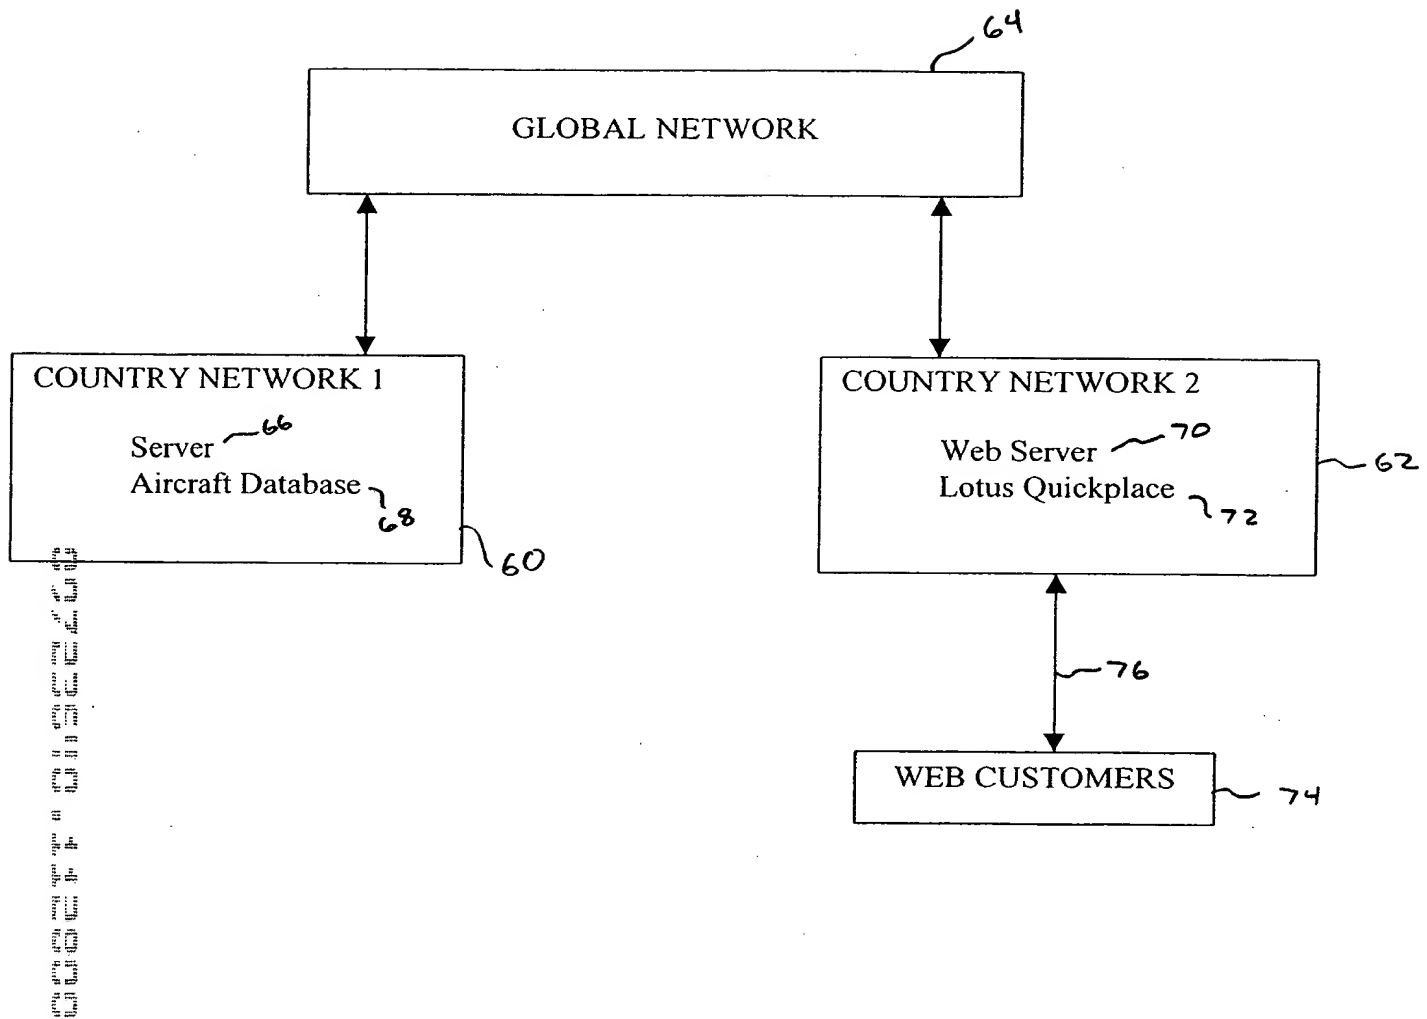 64
GLOBAL NETWORK
COUNTRY NETWORK 1
Server 66
Aircraft Database 68
60
COUNTRY NETWORK 2
Web Server 70
Lotus Quickplace 72
62
76
WEB CUSTOMERS
74